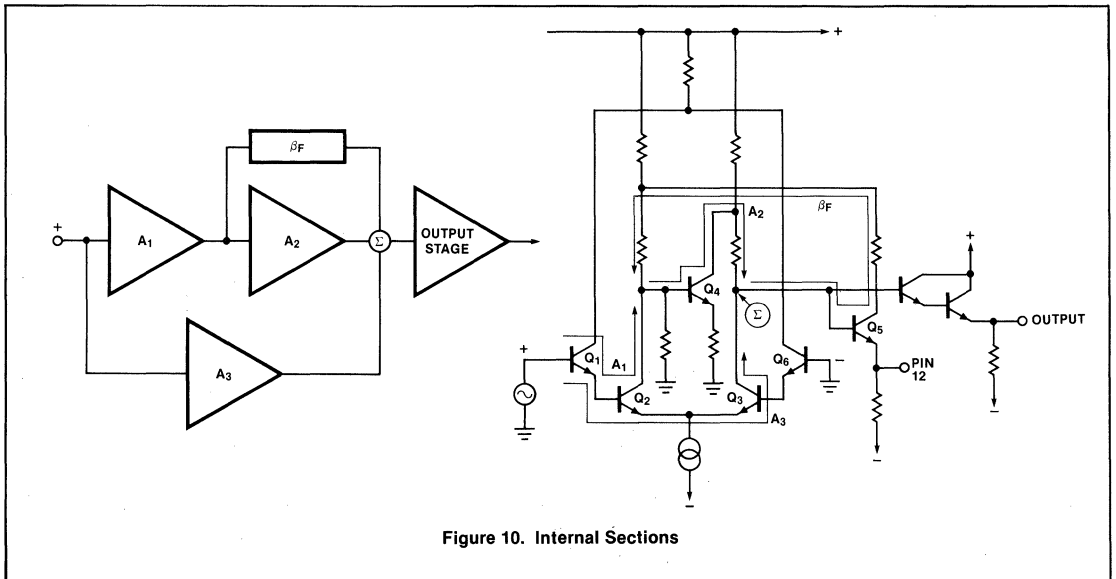 +
A1
βF
A2
Σ
OUTPUT
STAGE
A3
+
A2
βF
Q4
+
Σ
Q5
OUTPUT
+
Q1
A1
Q6
−
PIN
12
Q2
Q3
A3
−
−
−
Figure 10. Internal Sections